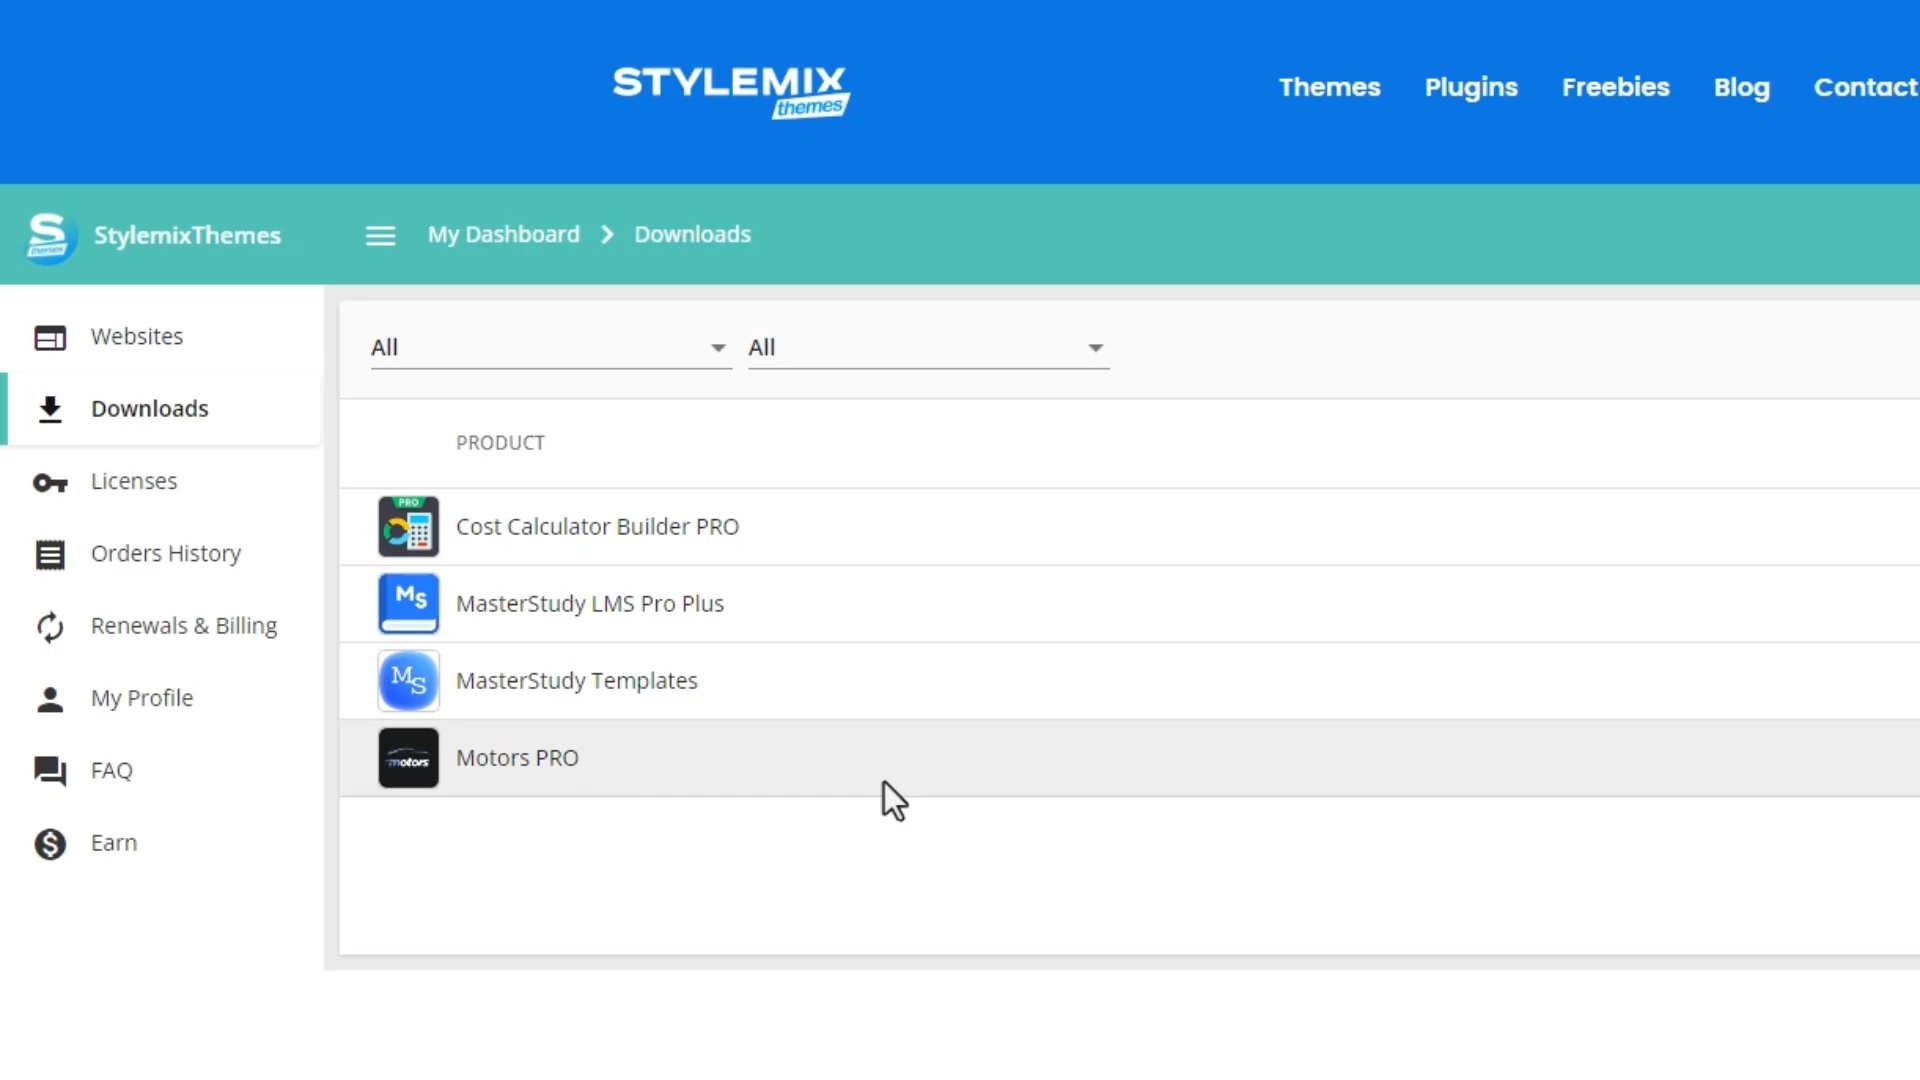 STYLEMIX
themes
Themes Plugins Freebies Blog Contact
S
themes
StylemixThemes
My Dashboard > Downloads
Websites
Downloads
Licenses
Orders History
Renewals & Billing
My Profile
FAQ
Earn
All
All
PRODUCT
PRO
Cost Calculator Builder PRO
MS
MasterStudy LMS Pro Plus
MS
MasterStudy Templates
motors
Motors PRO